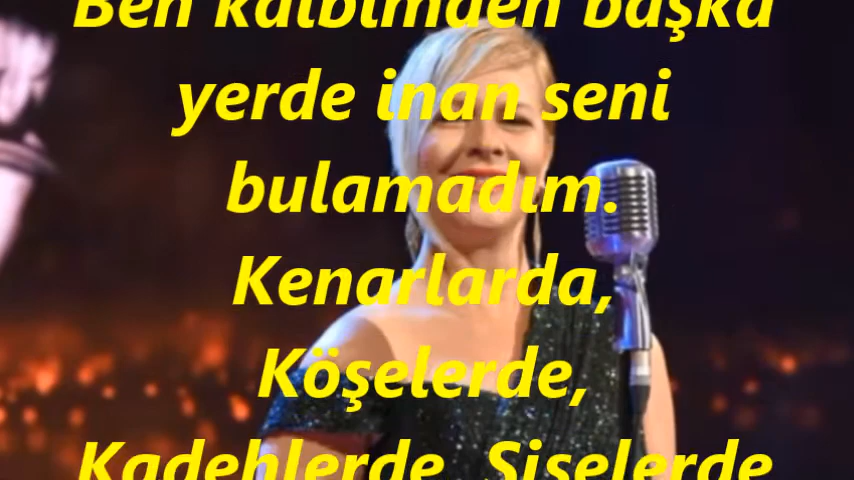 Ben kalbimden başka
yerde inan seni
bulamadım.
Kenarlarda,
Köşelerde,
Kadehlerde, Şişelerde